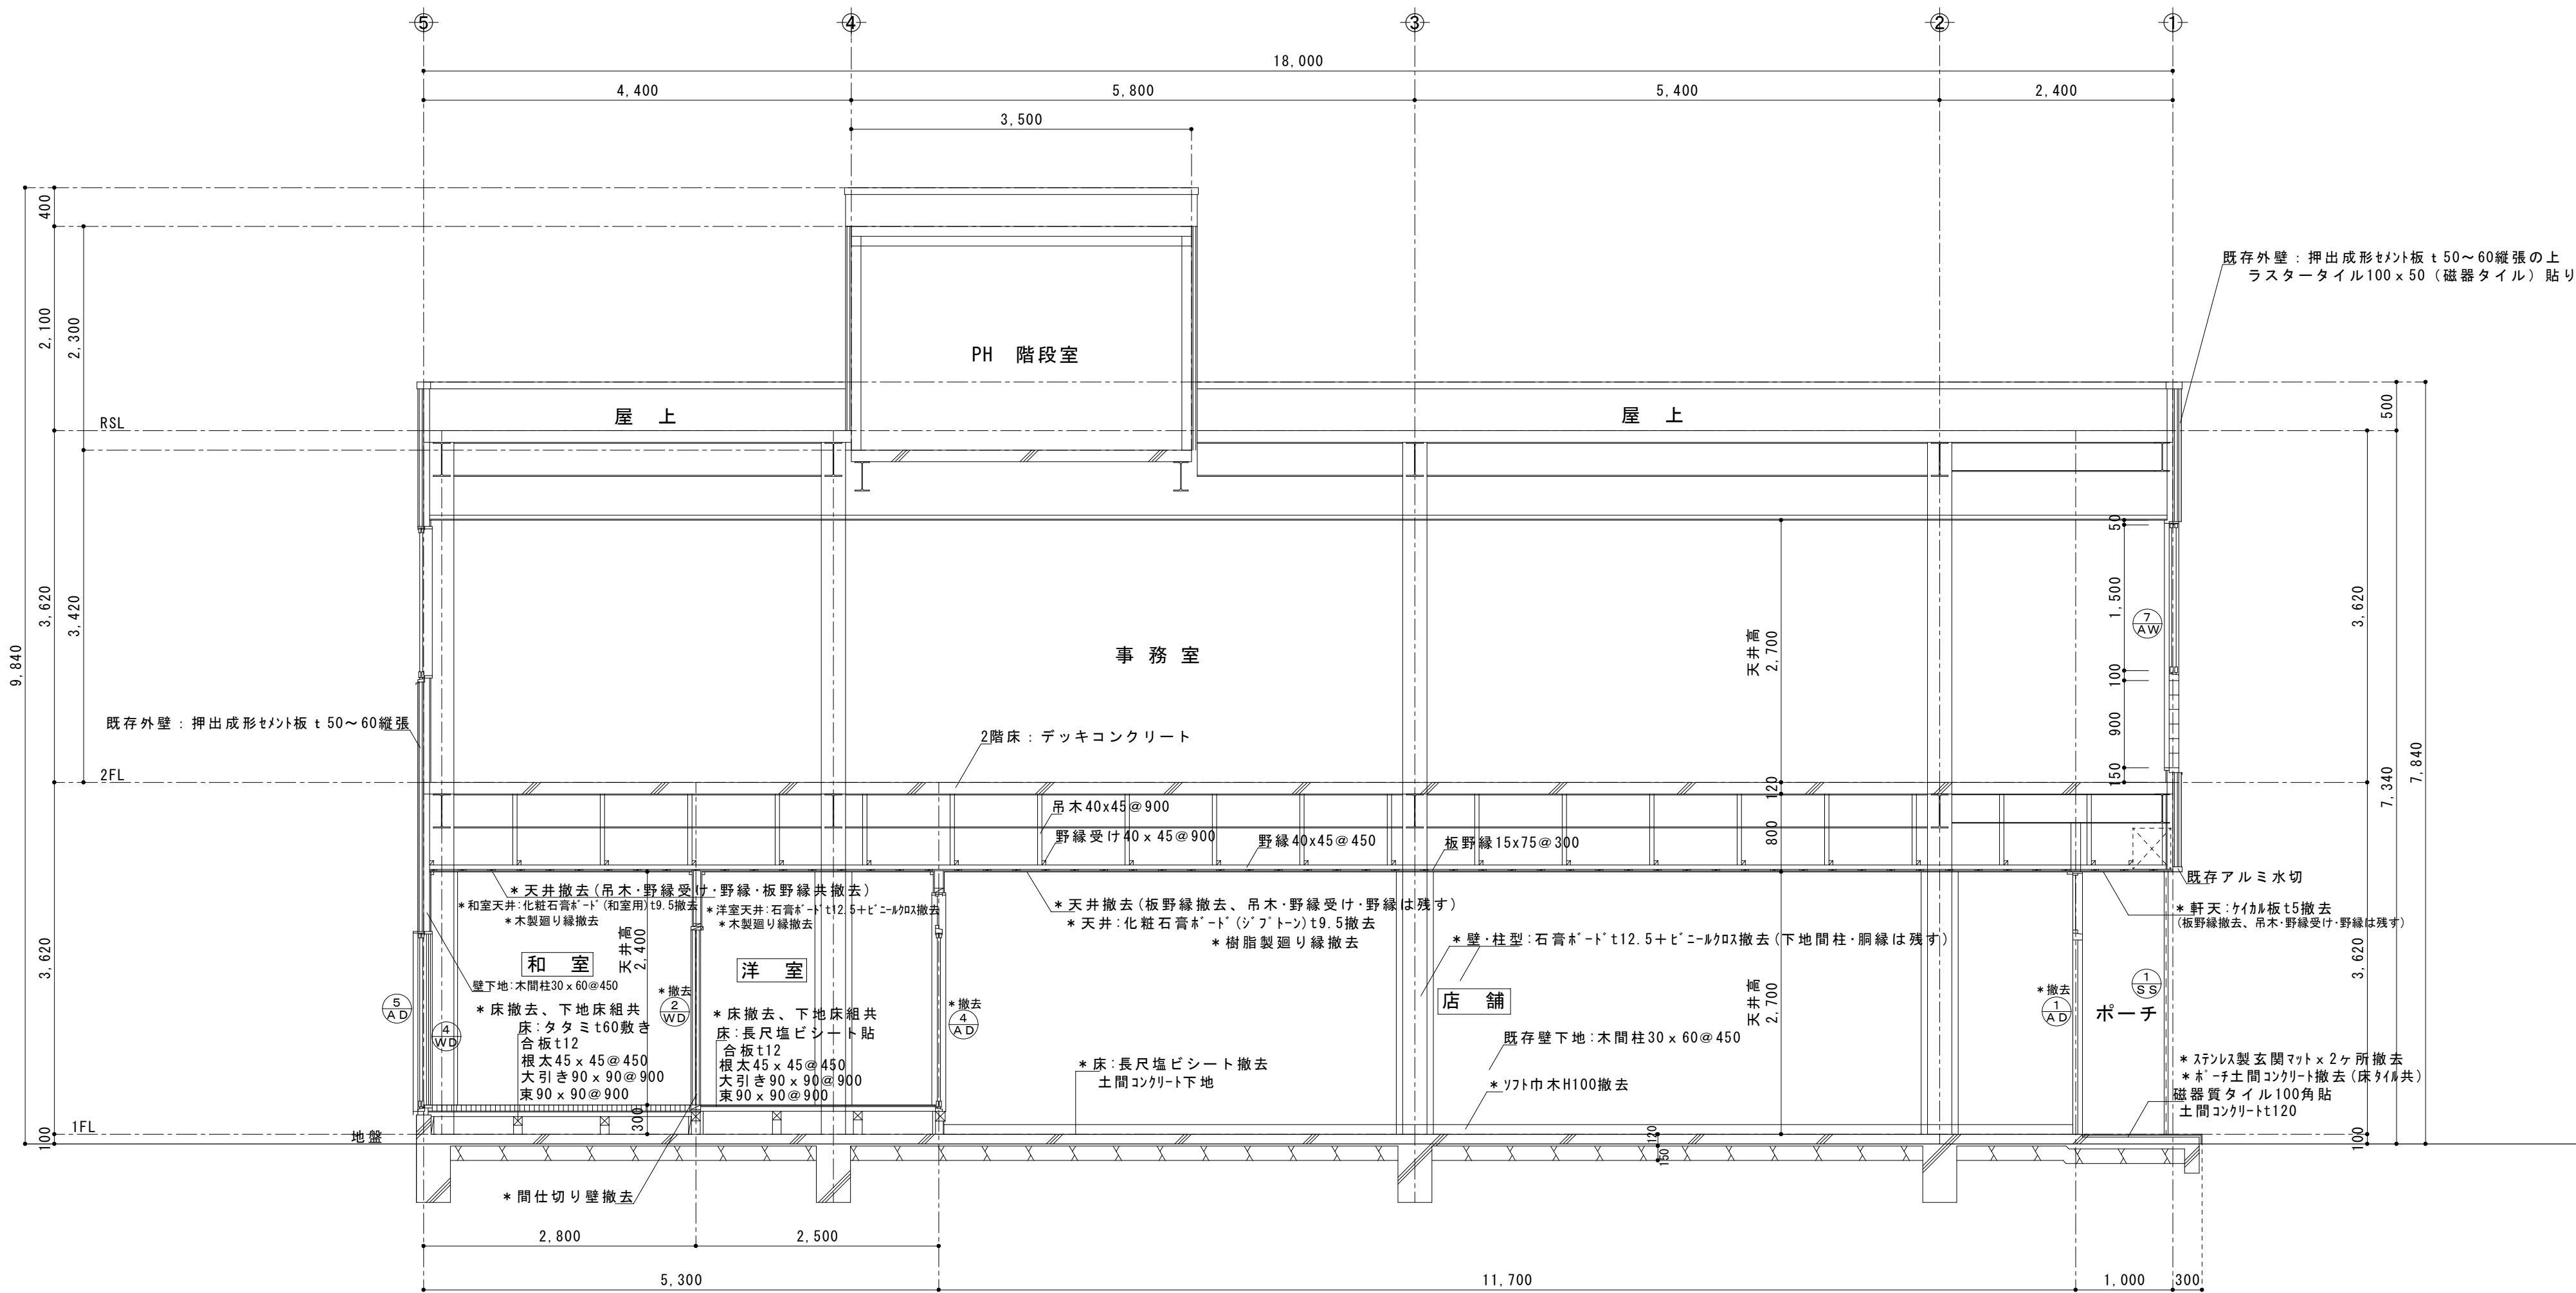 ⑤
④
③
②
①
18,000
4,400
5,800
5,400
2,400
3,500
400
2,100
2,300
3,620
3,420
9,840
3,620
100
RSL
2FL
1FL
地盤
PH 階段室
屋 上
屋 上
既存外壁：押出成形ｾﾒﾝﾄ板ｔ50～60縦張の上
ラスタータイル100ｘ50（磁器タイル）貼り
500
3,620
7,340
7,840
3,620
100
事 務 室
天井高
2,700
50
1,500
100
900
150
7
AW
既存外壁：押出成形ｾﾒﾝﾄ板ｔ50～60縦張
2階床：デッキコンクリート
120
800
吊木40x45@900
野縁受け40ｘ45@900
野縁40x45@450
板野縁15x75@300
＊天井撤去(吊木･野縁受け･野縁･板野縁共撤去)
＊和室天井:化粧石膏ﾎﾞｰﾄﾞ(和室用)t9.5撤去
＊木製廻り縁撤去
＊洋室天井:石膏ﾎﾞｰﾄﾞt12.5＋ﾋﾞﾆｰﾙｸﾛｽ撤去
＊木製廻り縁撤去
＊天井撤去(板野縁撤去、吊木･野縁受け･野縁は残す)
＊天井:化粧石膏ﾎﾞｰﾄﾞ(ｼﾞﾌﾟﾄｰﾝ)t9.5撤去
＊樹脂製廻り縁撤去
＊壁･柱型:石膏ﾎﾞｰﾄﾞt12.5＋ﾋﾞﾆｰﾙｸﾛｽ撤去(下地間柱･胴縁は残す)
既存アルミ水切
＊軒天:ｹｲｶﾙ板t5撤去
(板野縁撤去、吊木･野縁受け･野縁は残す)
和 室
天井高
2,400
洋 室
店 舗
天井高
2,700
ポーチ
壁下地:木間柱30ｘ60@450
＊床撤去、下地床組共
床:タタミt60敷き
合板t12
根太45ｘ45@450
大引き90ｘ90@900
束90ｘ90@900
＊床撤去、下地床組共
床:長尺塩ビシート貼
合板t12
根太45ｘ45@450
大引き90ｘ90@900
束90ｘ90@900
5
AD
4
WD
＊撤去
2
WD
＊撤去
4
AD
＊撤去
1
AD
1
SS
既存壁下地:木間柱30ｘ60@450
＊床:長尺塩ビシート撤去
土間ｺﾝｸﾘｰﾄ下地
＊ｿﾌﾄ巾木H100撤去
＊ｽﾃﾝﾚｽ製玄関ﾏｯﾄｘ2ヶ所撤去
＊ﾎﾟｰﾁ土間ｺﾝｸﾘｰﾄ撤去(床ﾀｲﾙ共)
磁器質タイル100角貼
土間ｺﾝｸﾘｰﾄt120
300
120
150
＊間仕切り壁撤去
2,800
2,500
5,300
11,700
1,000
300